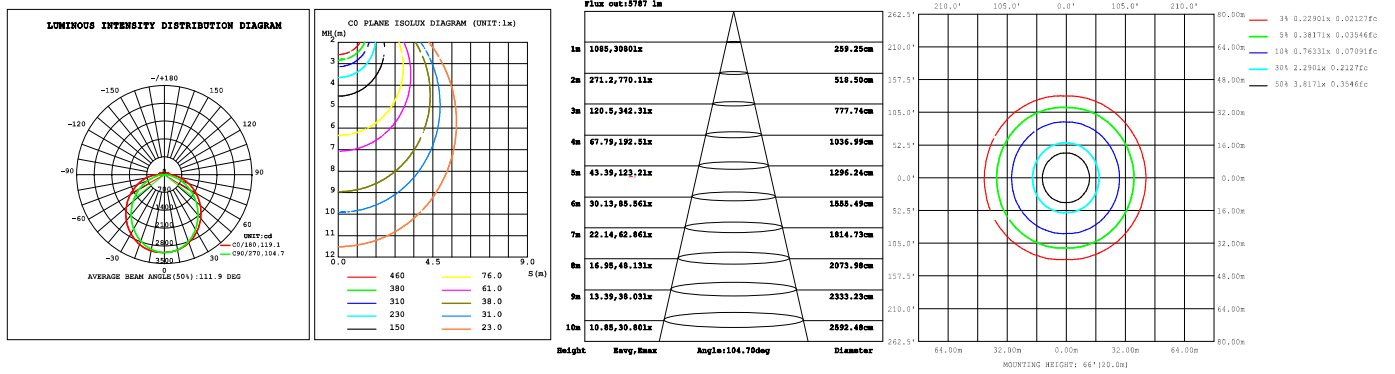 LUMINOUS INTENSITY DISTRIBUTION DIAGRAM
-/+180
-150
150
-120
120
-90
90
-60
60
-30
30
0
700
1400
2100
2800
3500
UNIT:cd
C0/180,119.1
C90/270,104.7
AVERAGE BEAM ANGLE(50%):111.9 DEG
C0 PLANE ISOLUX DIAGRAM (UNIT:lx)
MH(m)
2
3
4
5
6
7
8
9
10
11
12
0.0
4.5
9.0
S(m)
460
76.0
380
61.0
310
38.0
230
31.0
150
23.0
Flux out:5787 lm
1m 1085,3080lx 259.25cm
2m 271.2,770.1lx 518.50cm
3m 120.5,342.3lx 777.74cm
4m 67.79,192.5lx 1036.99cm
5m 43.39,123.2lx 1296.24cm
6m 30.13,85.56lx 1555.49cm
7m 22.14,62.86lx 1814.73cm
8m 16.95,48.13lx 2073.98cm
9m 13.39,38.03lx 2333.23cm
10m 10.85,30.80lx 2592.48cm
Height Eavg,Emax Angle:104.70deg Diameter
210.0' 105.0' 0.0' 105.0' 210.0'
262.5' 80.00m
210.0' 64.00m
157.5' 48.00m
105.0' 32.00m
52.5' 16.00m
0.0' 0.00m
52.5' 16.00m
105.0' 32.00m
157.5' 48.00m
210.0' 64.00m
262.5' 80.00m
64.00m 32.00m 0.00m 32.00m 64.00m
MOUNTING HEIGHT: 66'(20.0m)
3% 0.2290lx 0.02127fc
5% 0.3817lx 0.03546fc
10% 0.7633lx 0.07091fc
30% 2.290lx 0.2127fc
50% 3.817lx 0.3546fc